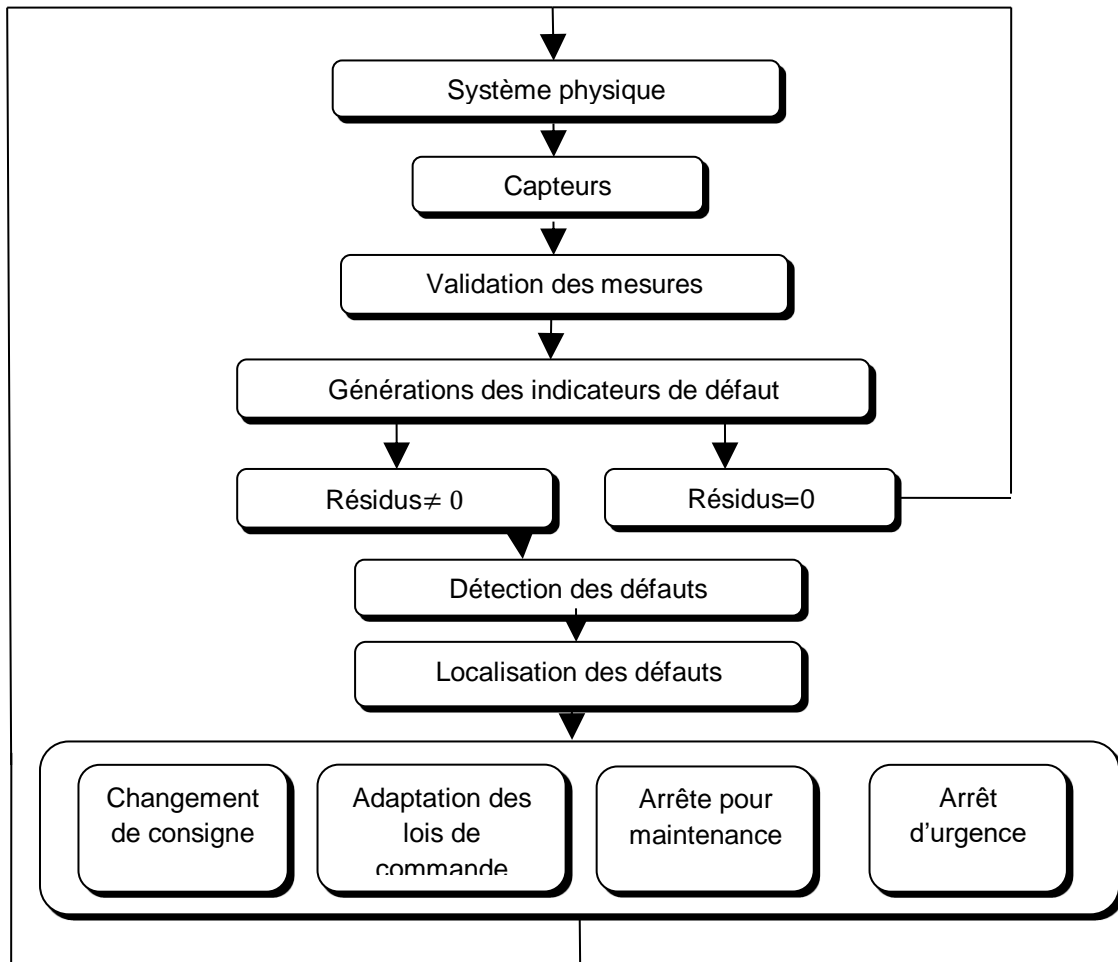 Système physique
Capteurs
Validation des mesures
Générations des indicateurs de défaut
Résidus≠ 0
Résidus=0
Détection des défauts
Localisation des défauts
Changement
de consigne
Adaptation des
lois de
commande
Arrête pour
maintenance
Arrêt
d’urgence